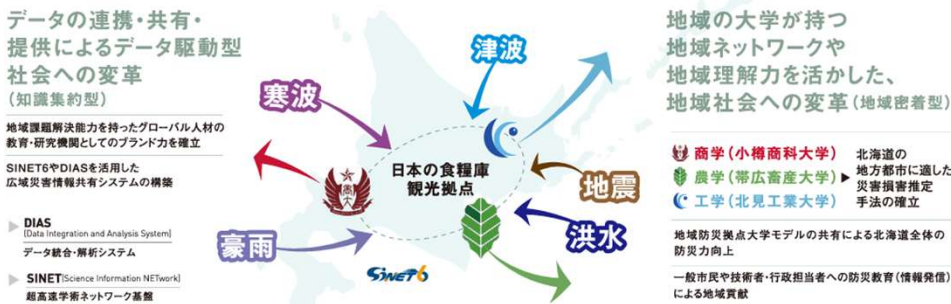 データの連携・共有・
提供によるデータ駆動型
社会への変革
(知識集約型)
地域課題解決能力を持ったグローバル人材の
教育・研究機関としてのブランド力を確立
SINET6やDIASを活用した
広域災害情報共有システムの構築
DIAS
(Data Integration and Analysis System)
データ統合・解析システム
SINET(Science Information NETwork)
超高速学術ネットワーク基盤
津波
寒波
日本の食糧庫
観光拠点
地震
豪雨
洪水
SINET6
地域の大学が持つ
地域ネットワークや
地域理解力を活かした、
地域社会への変革(地域密着型)
商学(小樽商科大学)
農学(帯広畜産大学)
工学(北見工業大学)
北海道の
地方都市に適した
災害損害推定
手法の確立
地域防災拠点大学モデルの共有による北海道全体の
防災力向上
一般市民や技術者・行政担当者への防災教育(情報発信)
による地域貢献